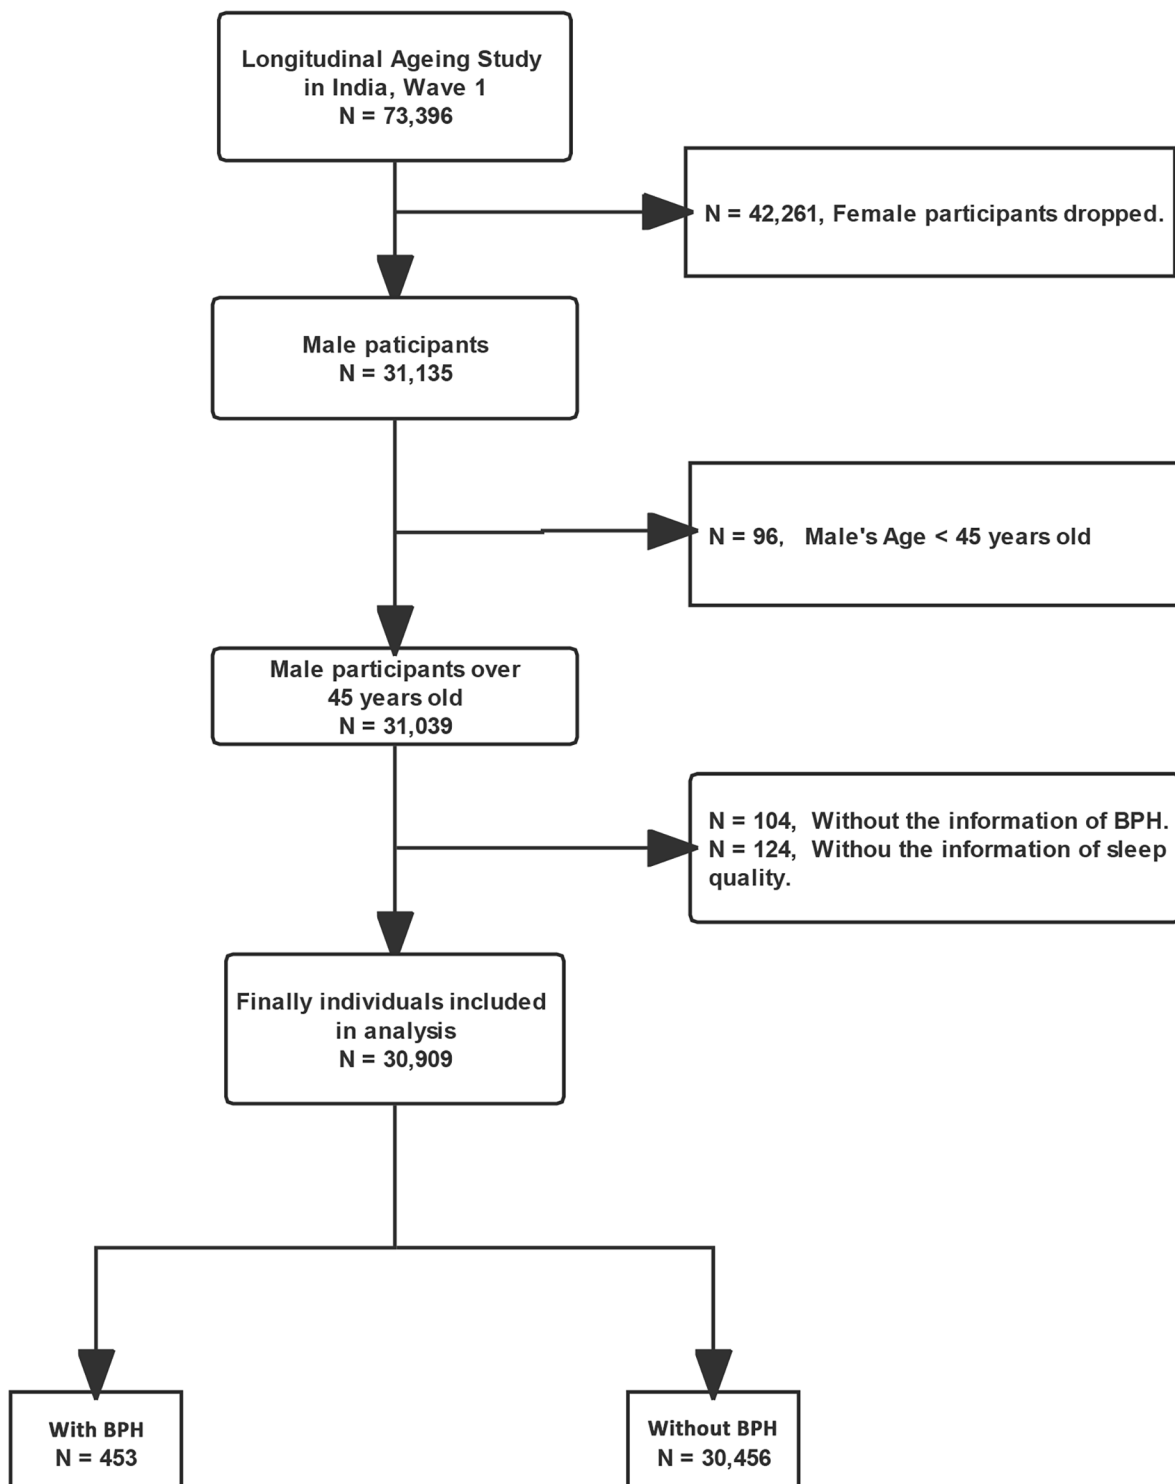 Longitudinal Ageing Study
in India, Wave 1
N = 73,396
N = 42,261, Female participants dropped.
Male paticipants
N = 31,135
N = 96,   Male's Age < 45 years old
Male participants over
45 years old
N = 31,039
N = 104,  Without the information of BPH.
N = 124,  Withou the information of sleep
quality.
Finally individuals included
in analysis
N = 30,909
With BPH
N = 453
Without BPH
N = 30,456